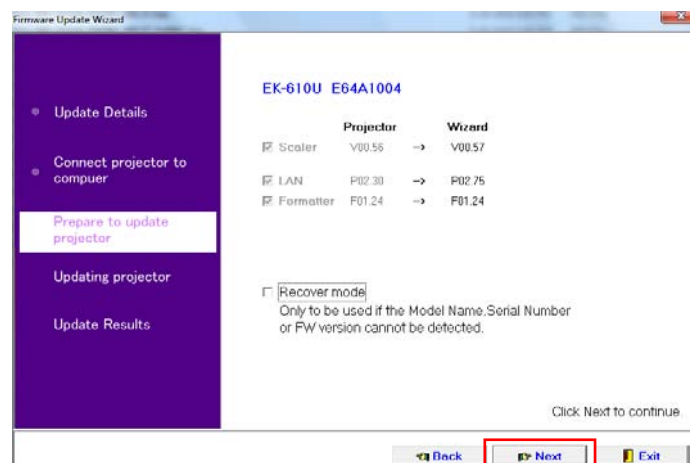 Firmware Update Wizard
EK-610U E64A1004
Update Details
Projector Wizard
Scaler V00.56 --> V00.57
Connect projector to
compuer
LAN P02.30 --> P02.75
Formatter F01.24 --> F01.24
Prepare to update
projector
Updating projector
Recover mode
Only to be used if the Model Name,Serial Number
or FW version cannot be detected.
Update Results
Click Next to continue.
Back Next Exit